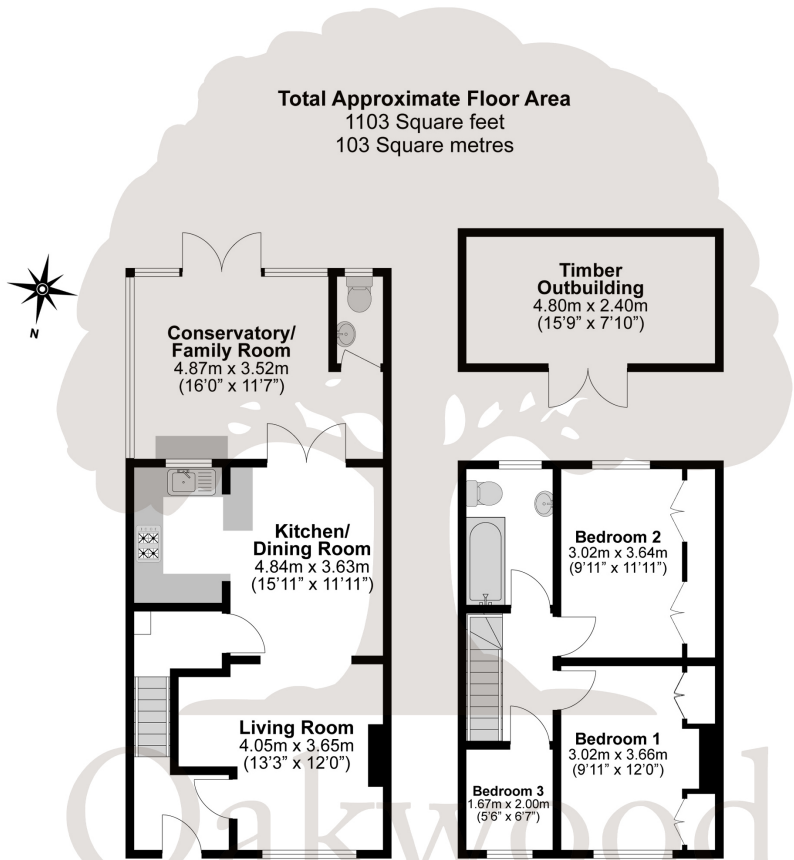 Total Approximate Floor Area
1103 Square feet
103 Square metres
N
Conservatory/
Family Room
4.87m x 3.52m
(16'0" x 11'7")
Timber
Outbuilding
4.80m x 2.40m
(15'9" x 7'10")
Kitchen/
Dining Room
4.84m x 3.63m
(15'11" x 11'11")
Bedroom 2
3.02m x 3.64m
(9'11" x 11'11")
Living Room
4.05m x 3.65m
(13'3" x 12'0")
Bedroom 1
3.02m x 3.66m
(9'11" x 12'0")
Bedroom 3
1.67m x 2.00m
(5'6" x 6'7")
Oakwood